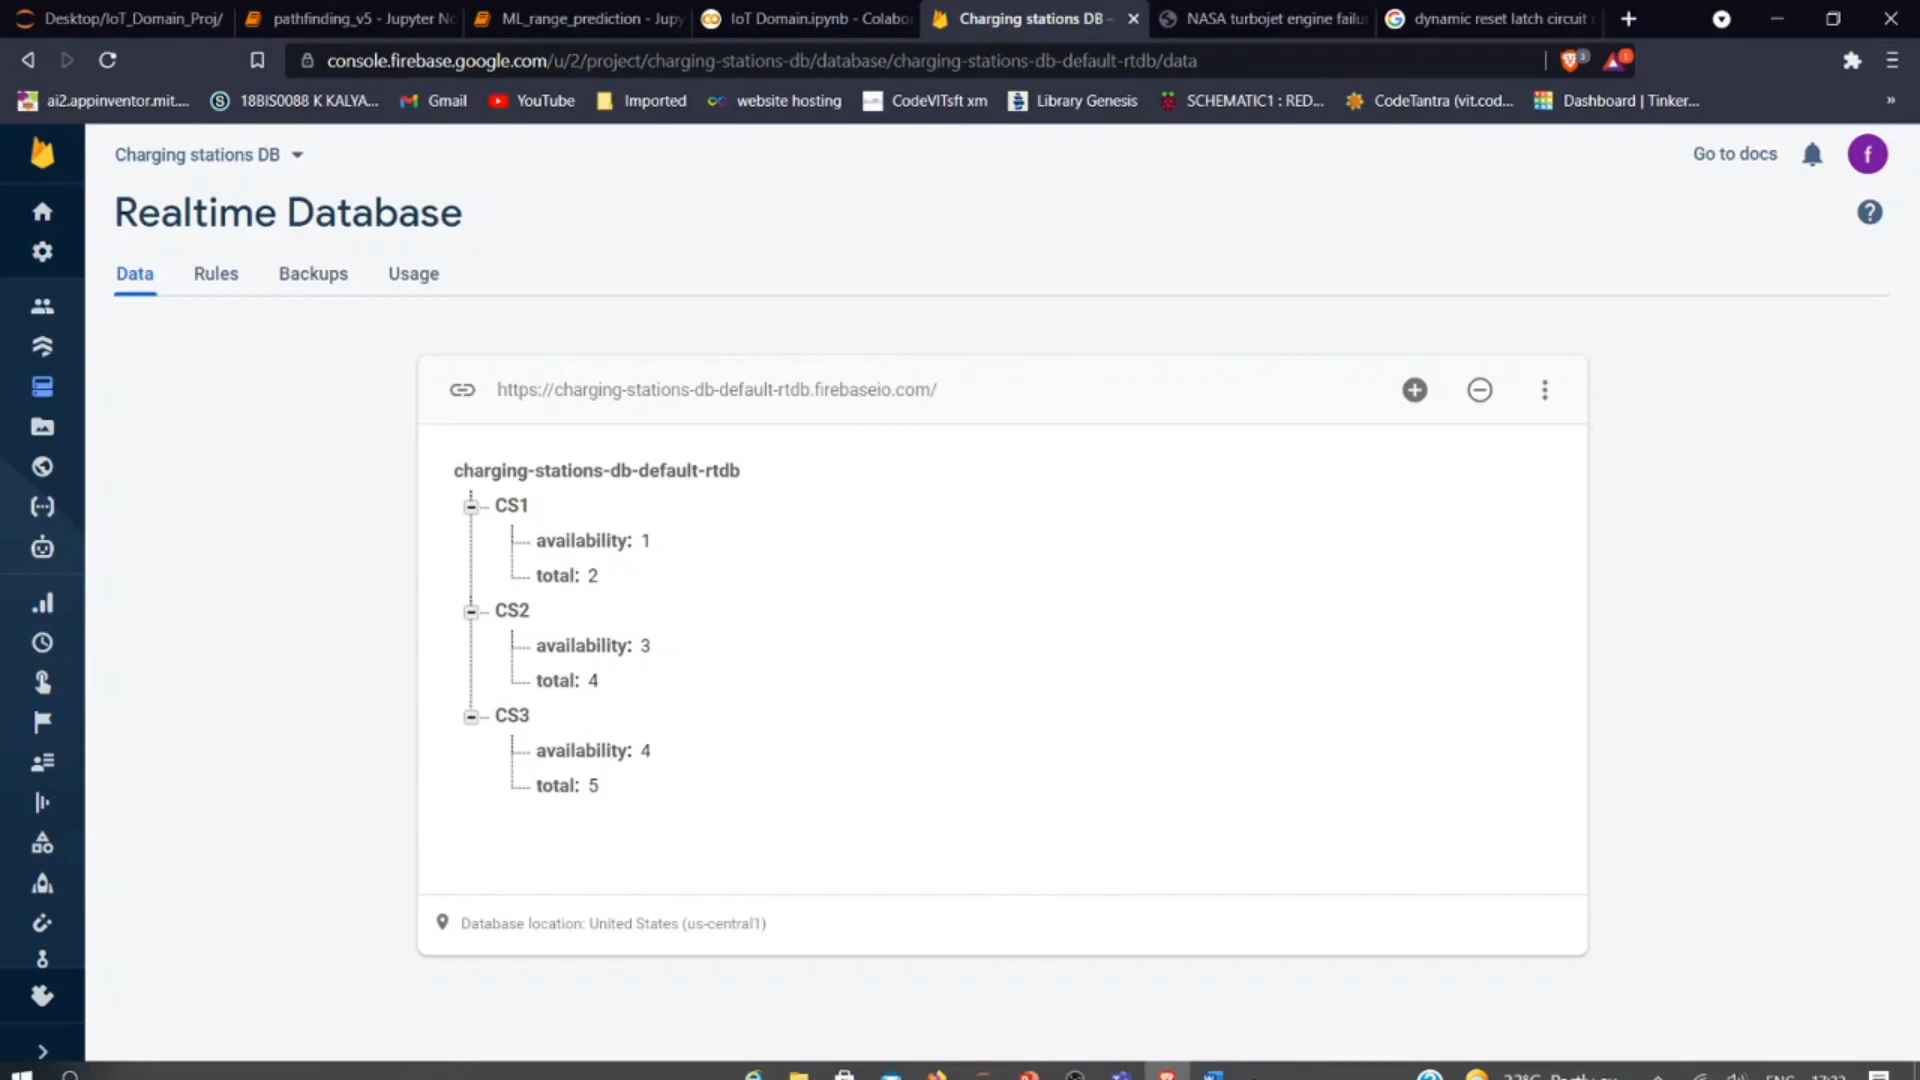 Desktop/IoT_Domain_Proj/
pathfinding_v5 - Jupyter No
ML_range_prediction - Jupy
IoT Domain.ipynb - Colabor
Charging stations DB -
NASA turbojet engine failu
dynamic reset latch circuit
console.firebase.google.com/u/2/project/charging-stations-db/database/charging-stations-db-default-rtdb/data
ai2.appinventor.mit....
18BIS0088 K KALYA...
Gmail
YouTube
Imported
website hosting
CodeVITsft xm
Library Genesis
SCHEMATIC1 : RED...
CodeTantra (vit.cod...
Dashboard | Tinker...
»
Charging stations DB
Go to docs
f
Realtime Database
Data
Rules
Backups
Usage
https://charging-stations-db-default-rtdb.firebaseio.com/
charging-stations-db-default-rtdb
CS1
availability: 1
total: 2
CS2
availability: 3
total: 4
CS3
availability: 4
total: 5
Database location: United States (us-central1)